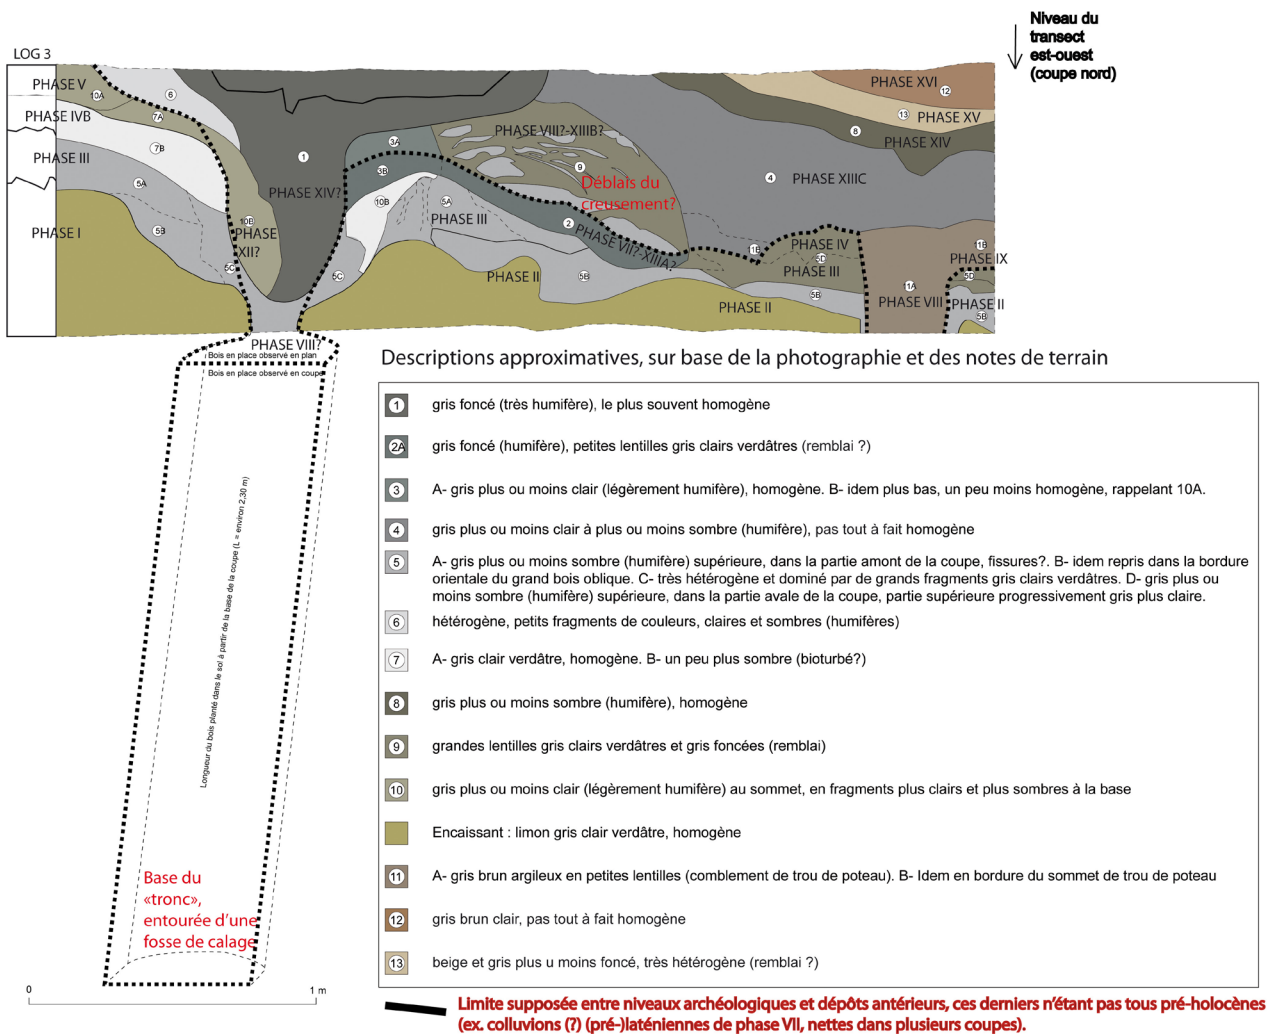 Niveau du
transect
est-ouest
(coupe nord)
LOG 3
PHASE V
10A
6
PHASE IVB
7A
7B
PHASE III
5A
PHASE I
5B
10B
PHASE
XII?
5C
1
PHASE XIV?
3A
3B
10B
5A
PHASE III
5C
PHASE VIII?-XIIIB?
9
Déblais du
creusement?
2
PHASE VII?-XIIIA?
PHASE II
5B
4
PHASE XIIIC
PHASE XVI
12
13
PHASE XV
8
PHASE XIV
11B
PHASE IV
5D
PHASE III
5B
PHASE II
11A
PHASE VIII
11B
PHASE IX
5D
PHASE II
5B
PHASE VIII?
Bois en place observé en plan
Bois en place observé en coupe
Longueur du bois planté dans le sol à partir de la base de la coupe (L = environ 2,30 m)
Base du
«tronc»,
entourée d'une
fosse de calage
0
1 m
Descriptions approximatives, sur base de la photographie et des notes de terrain
1 gris foncé (très humifère), le plus souvent homogène
2A gris foncé (humifère), petites lentilles gris clairs verdâtres (remblai ?)
3 A- gris plus ou moins clair (légèrement humifère), homogène. B- idem plus bas, un peu moins homogène, rappelant 10A.
4 gris plus ou moins clair à plus ou moins sombre (humifère), pas tout à fait homogène
5 A- gris plus ou moins sombre (humifère) supérieure, dans la partie amont de la coupe, fissures?. B- idem repris dans la bordure
orientale du grand bois oblique. C- très hétérogène et dominé par de grands fragments gris clairs verdâtres. D- gris plus ou
moins sombre (humifère) supérieure, dans la partie avale de la coupe, partie supérieure progressivement gris plus claire.
6 hétérogène, petits fragments de couleurs, claires et sombres (humifères)
7 A- gris clair verdâtre, homogène. B- un peu plus sombre (bioturbé?)
8 gris plus ou moins sombre (humifère), homogène
9 grandes lentilles gris clairs verdâtres et gris foncées (remblai)
10 gris plus ou moins clair (légèrement humifère) au sommet, en fragments plus clairs et plus sombres à la base
Encaissant : limon gris clair verdâtre, homogène
11 A- gris brun argileux en petites lentilles (comblement de trou de poteau). B- Idem en bordure du sommet de trou de poteau
12 gris brun clair, pas tout à fait homogène
13 beige et gris plus u moins foncé, très hétérogène (remblai ?)
Limite supposée entre niveaux archéologiques et dépôts antérieurs, ces derniers n'étant pas tous pré-holocènes
(ex. colluvions (?) (pré-)laténiennes de phase VII, nettes dans plusieurs coupes).